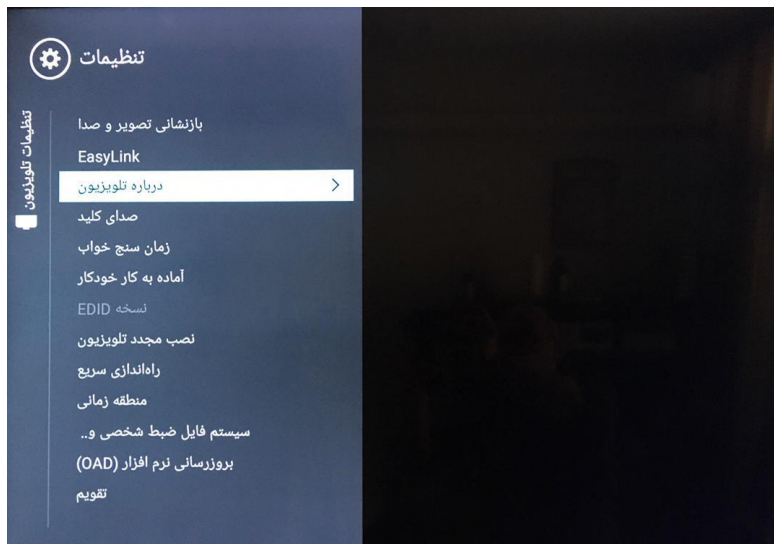 تنظیمات
تنظیمات تلویزیون
بازنشانی تصویر و صدا
EasyLink
درباره تلویزیون
صدای کلید
زمان سنج خواب
آماده به کار خودکار
نسخه EDID
نصب مجدد تلویزیون
راه‌اندازی سریع
منطقه زمانی
سیستم فایل ضبط شخصی و..
بروزرسانی نرم افزار (OAD)
تقویم